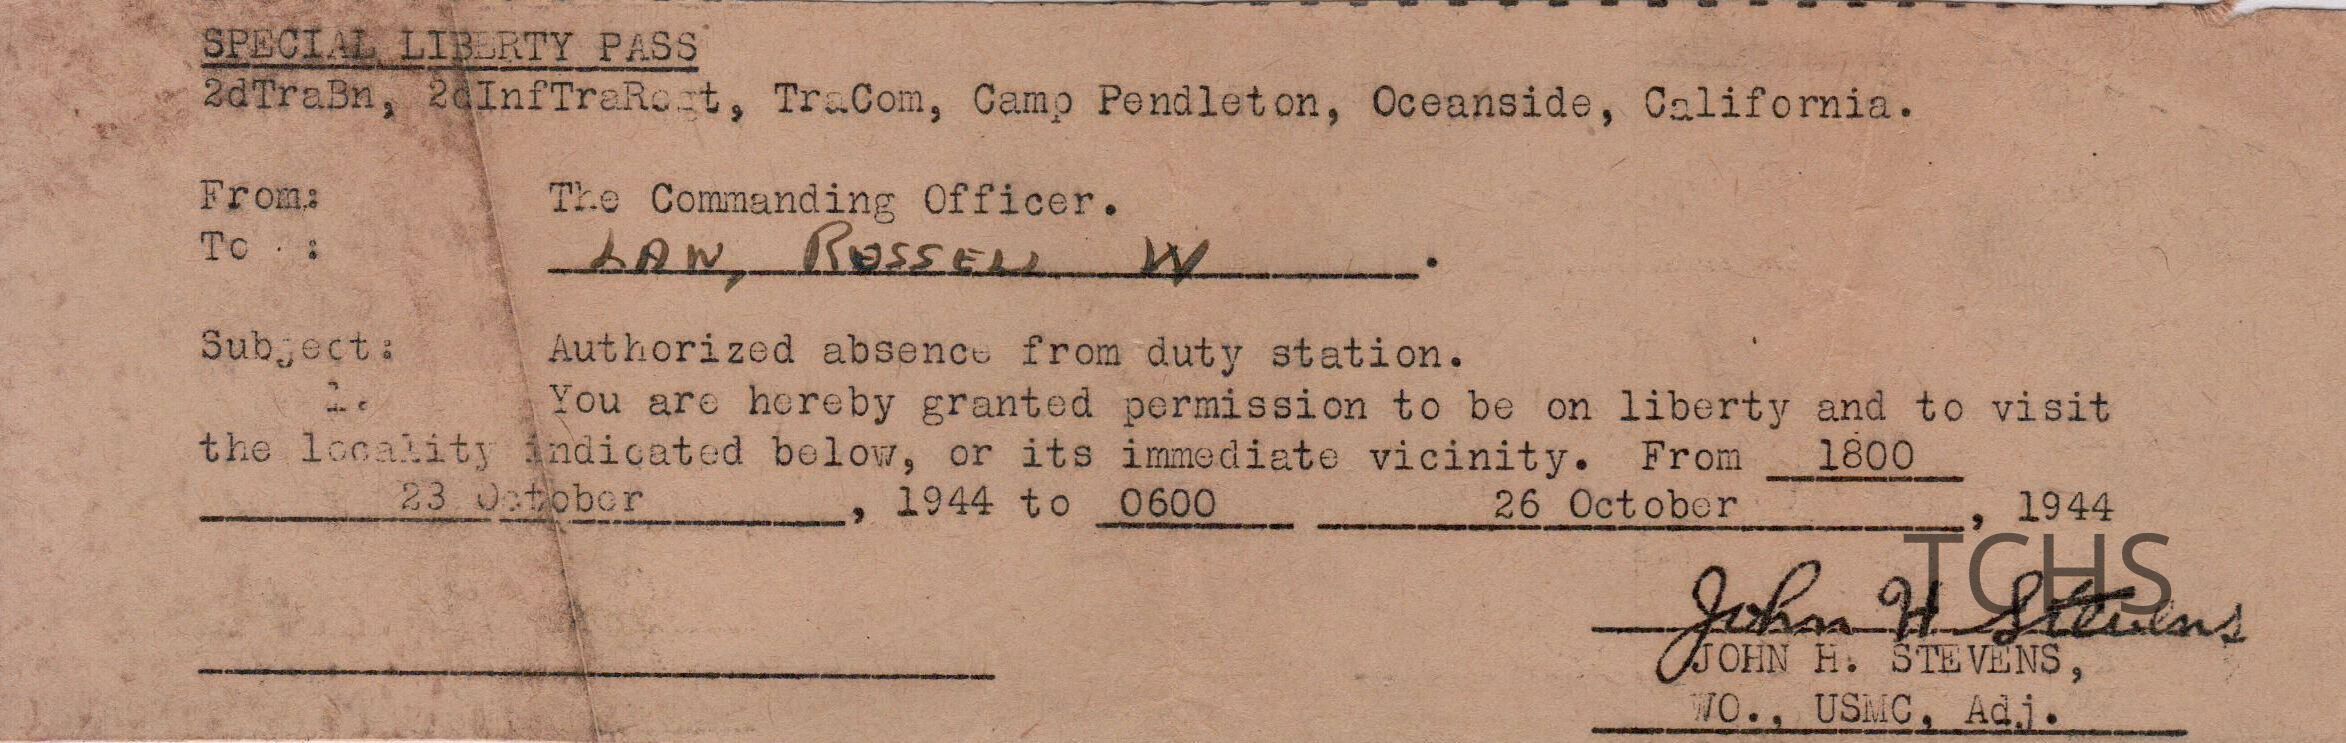 SPECIAL LIBERTY PASS
2dTraBn, 2dInfTraRegt, TraCom, Camp Pendleton, Oceanside, California.
From: The Commanding Officer.
To : LAW, RUSSELL W.
Subject: Authorized absence from duty station.
1. You are hereby granted permission to be on liberty and to visit
the locality indicated below, or its immediate vicinity. From 1800
23 October, 1944 to 0600 26 October, 1944
TCHS
John H Stevens
JOHN H. STEVENS,
WO., USMC, Adj.